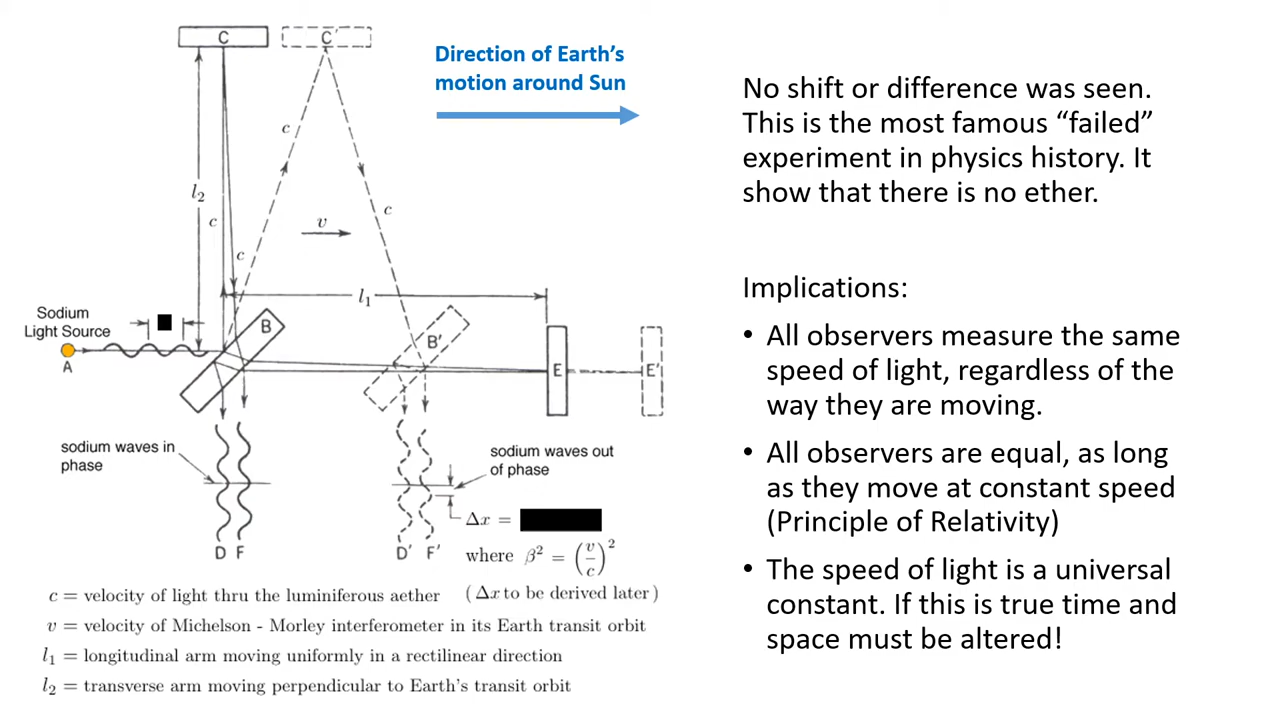 C
C'
Direction of Earth's
motion around Sun
c
c
l₂
c
v
c
l₁
Sodium
Light Source
A
B
B'
E
E'
sodium waves in
phase
sodium waves out
of phase
Δx =
D F
D' F'
where β² = (v/c)²
(Δx to be derived later)
c = velocity of light thru the luminiferous aether
v = velocity of Michelson - Morley interferometer in its Earth transit orbit
l₁ = longitudinal arm moving uniformly in a rectilinear direction
l₂ = transverse arm moving perpendicular to Earth's transit orbit
No shift or difference was seen.
This is the most famous “failed”
experiment in physics history. It
show that there is no ether.
Implications:
• All observers measure the same
speed of light, regardless of the
way they are moving.
• All observers are equal, as long
as they move at constant speed
(Principle of Relativity)
• The speed of light is a universal
constant. If this is true time and
space must be altered!